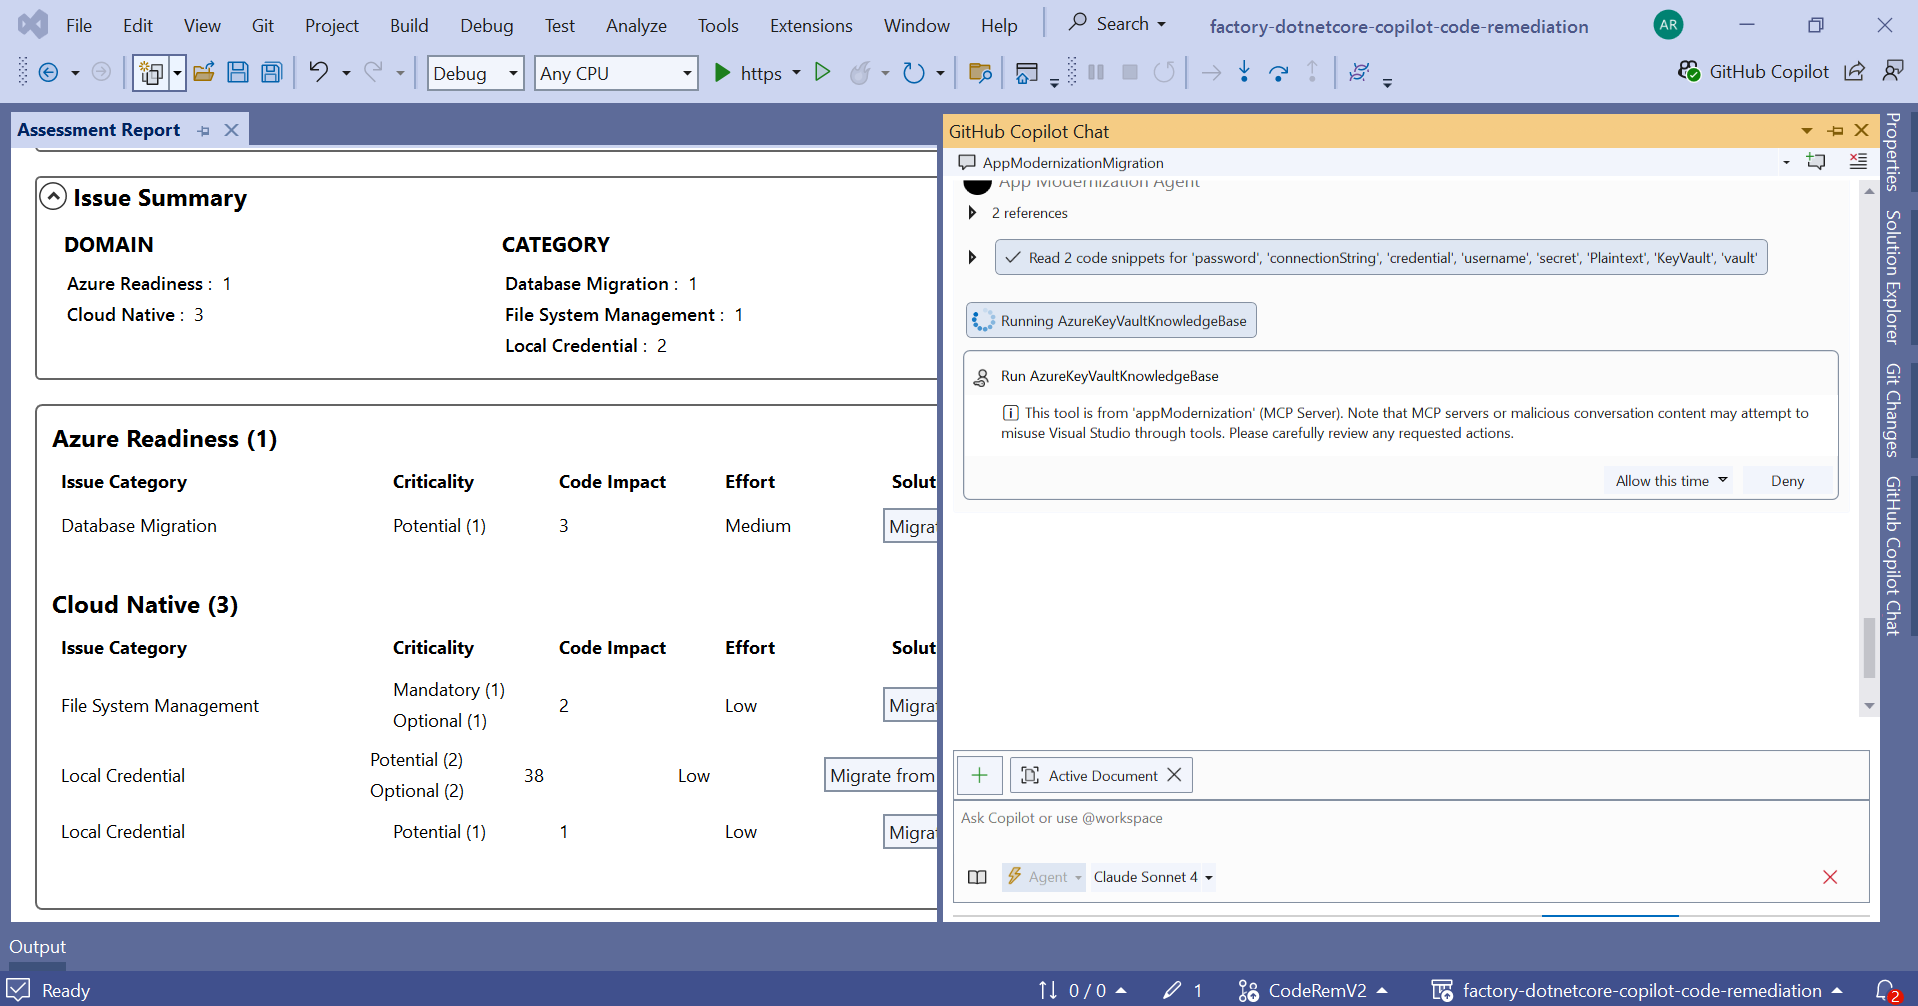 File Edit View Git Project Build Debug Test Analyze Tools Extensions Window Help Search factory-dotnetcore-copilot-code-remediation AR
Debug Any CPU https GitHub Copilot
Assessment Report
Issue Summary
DOMAIN
Azure Readiness : 1
Cloud Native : 3
CATEGORY
Database Migration : 1
File System Management : 1
Local Credential : 2
Azure Readiness (1)
Issue Category Criticality Code Impact Effort Solut
Database Migration Potential (1) 3 Medium Migrat
Cloud Native (3)
Issue Category Criticality Code Impact Effort Solut
File System Management Mandatory (1) Optional (1) 2 Low Migra
Local Credential Potential (2) Optional (2) 38 Low Migrate from
Local Credential Potential (1) 1 Low Migrat
GitHub Copilot Chat
AppModernizationMigration
App Modernization Agent
2 references
Read 2 code snippets for 'password', 'connectionString', 'credential', 'username', 'secret', 'Plaintext', 'KeyVault', 'vault'
Running AzureKeyVaultKnowledgeBase
Run AzureKeyVaultKnowledgeBase
This tool is from 'appModernization' (MCP Server). Note that MCP servers or malicious conversation content may attempt to
misuse Visual Studio through tools. Please carefully review any requested actions.
Allow this time Deny
Active Document
Ask Copilot or use @workspace
Agent Claude Sonnet 4
Properties
Solution Explorer
Git Changes
GitHub Copilot Chat
Output
Ready 0 / 0 1 CodeRemV2 factory-dotnetcore-copilot-code-remediation 2